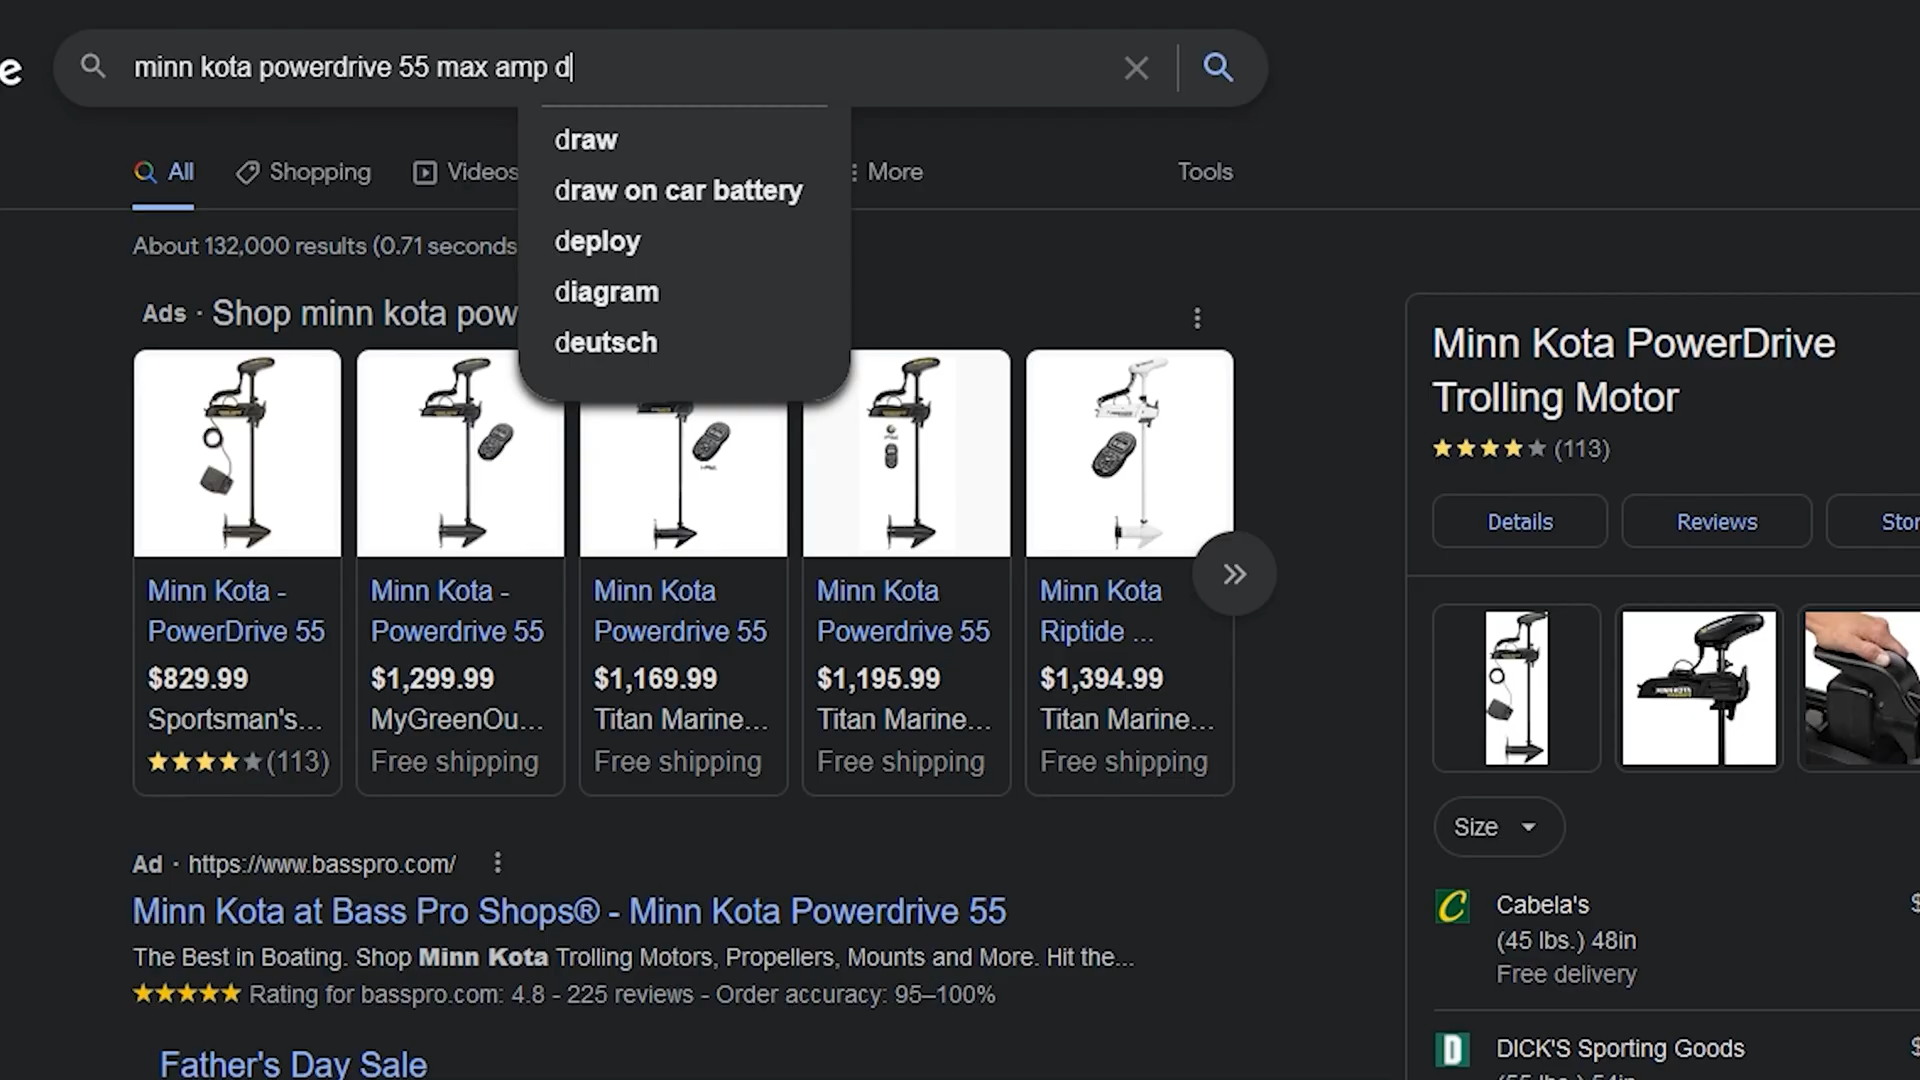 e
minn kota powerdrive 55 max amp d
draw
draw on car battery
deploy
diagram
deutsch
All
Shopping
Videos
More
Tools
About 132,000 results (0.71 seconds
Ads · Shop minn kota pow
Minn Kota -
PowerDrive 55
$829.99
Sportsman's...
(113)
Minn Kota -
Powerdrive 55
$1,299.99
MyGreenOu...
Free shipping
Minn Kota
Powerdrive 55
$1,169.99
Titan Marine...
Free shipping
Minn Kota
Powerdrive 55
$1,195.99
Titan Marine...
Free shipping
Minn Kota
Riptide ...
$1,394.99
Titan Marine...
Free shipping
Ad · https://www.basspro.com/
Minn Kota at Bass Pro Shops® - Minn Kota Powerdrive 55
The Best in Boating. Shop Minn Kota Trolling Motors, Propellers, Mounts and More. Hit the...
Rating for basspro.com: 4.8 - 225 reviews - Order accuracy: 95–100%
Father's Day Sale
Minn Kota PowerDrive
Trolling Motor
(113)
Details
Reviews
Stor
Size
Cabela's
(45 lbs.) 48in
Free delivery
DICK'S Sporting Goods